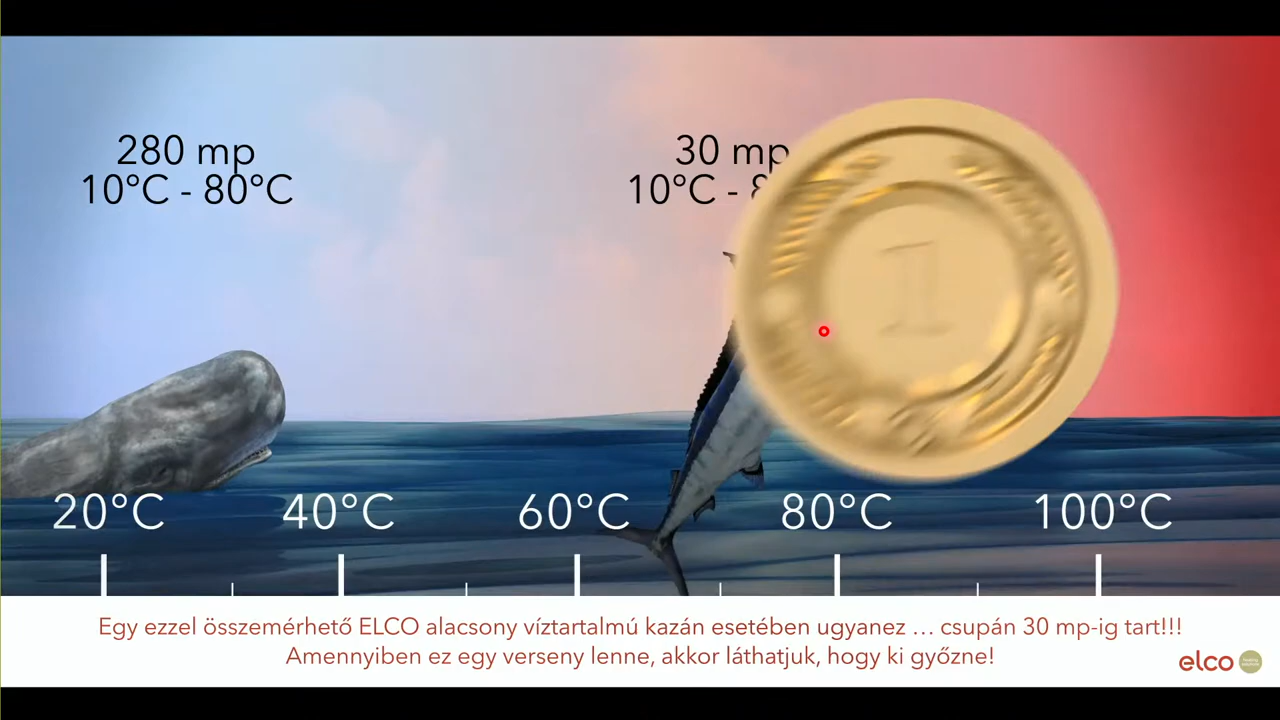 280 mp
10°C - 80°C
30 mp
10°C -
1
20°C
40°C
60°C
80°C
100°C
Egy ezzel összemérhető ELCO alacsony víztartalmú kazán esetében ugyanez ... csupán 30 mp-ig tart!!!
Amennyiben ez egy verseny lenne, akkor láthatjuk, hogy ki győzne!
elco